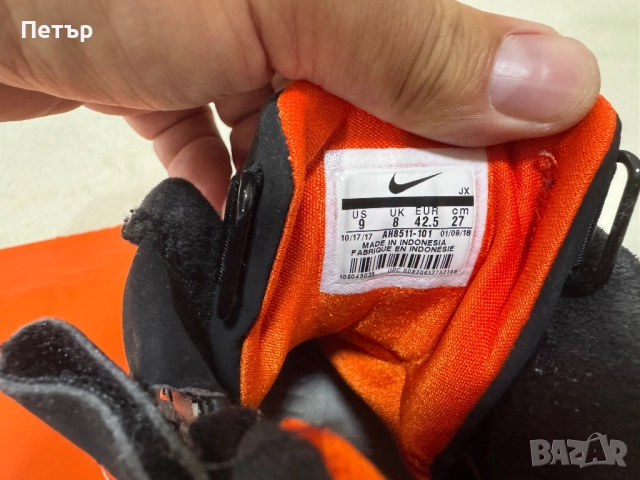 Петър
JX
US UK EUR cm
9 8 42.5 27
10/17/17 AH8511-101 01/09/18
MADE IN INDONESIA
FABRIQUE EN INDONESIE
BAZAR